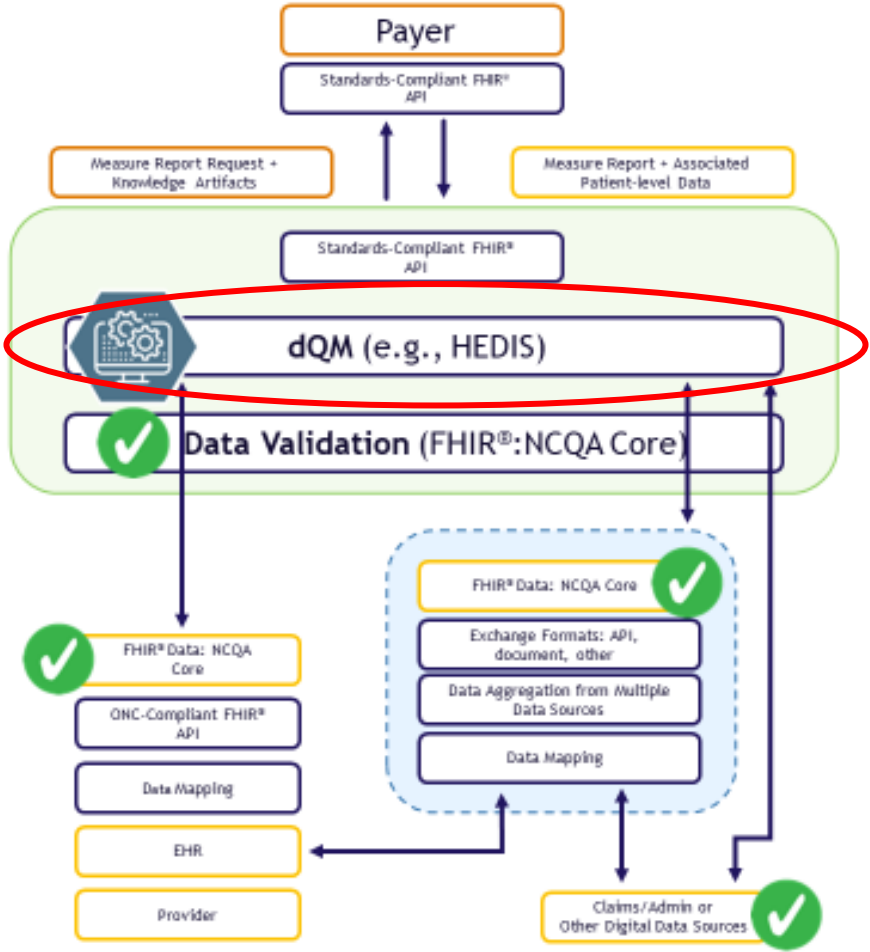 Payer
Standards-Compliant FHIR®
API
Measure Report Request +
Knowledge Artifacts
Measure Report + Associated
Patient-level Data
Standards-Compliant FHIR®
API
dQM (e.g., HEDIS)
Data Validation (FHIR®:NCQA Core)
FHIR® Data: NCQA Core
Exchange Formats: API,
document, other
Data Aggregation from Multiple
Data Sources
Data Mapping
FHIR® Data: NCQA
Core
ONC-Compliant FHIR®
API
Data Mapping
EHR
Provider
Claims/Admin or
Other Digital Data Sources